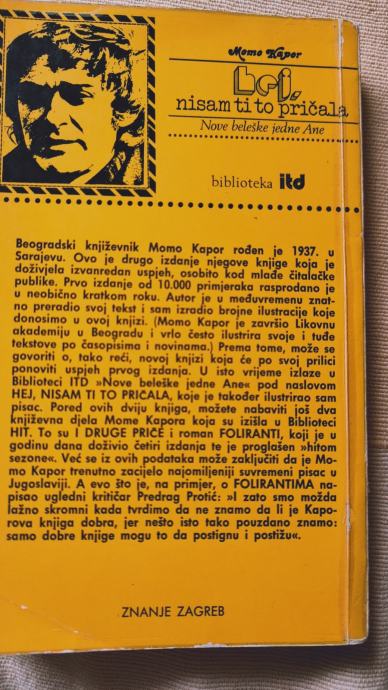 Momo Kapor
hej,
nisam ti to pričala
Nove beleške jedne Ane
biblioteka itd
Beogradski književnik Momo Kapor rođen je 1937. u
Sarajevu. Ovo je drugo izdanje njegove knjige koja je
doživjela izvanredan uspjeh, osobito kod mlađe čitalačke
publike. Prvo izdanje od 10.000 primjeraka rasprodano je
u neobično kratkom roku. Autor je u međuvremenu znat-
no preradio svoj tekst i sam izradio brojne ilustracije koje
donosimo u ovoj knjizi. (Momo Kapor je završio Likovnu
akademiju u Beogradu i vrlo često ilustrira svoje i tuđe
tekstove po časopisima i novinama.) Prema tome, može se
govoriti o, tako reći, novoj knjizi koja će po svoj prilici
ponoviti uspjeh prvog izdanja. U isto vrijeme izlaze u
Biblioteci ITD »Nove beleške jedne Ane« pod naslovom
HEJ, NISAM TI TO PRIČALA, koje je također ilustrirao sam
pisac. Pored ovih dviju knjiga, možete nabaviti još dva
književna djela Mome Kapora koja su izišla u Biblioteci
HIT. To su I DRUGE PRIČE i roman FOLIRANTI, koji je u
godinu dana doživio četiri izdanja te je proglašen »hitom
sezone«. Već se iz ovih podataka može zaključiti da je Mo-
mo Kapor trenutno zacijelo najomiljeniji suvremeni pisac u
Jugoslaviji. A evo što je, na primjer, o FOLIRANTIMA na-
pisao ugledni kritičar Predrag Protić: »I zato smo možda
lažno skromni kada tvrdimo da ne znamo da li je Kapo-
rova knjiga dobra, jer nešto isto tako pouzdano znamo:
samo dobre knjige mogu to da postignu i postižu«.
ZNANJE ZAGREB